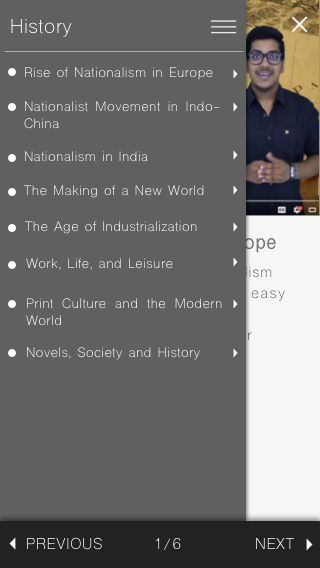 History
Rise of Nationalism in Europe
Nationalist Movement in Indo-
China
Nationalism in India
The Making of a New World
The Age of Industrialization
Work, Life, and Leisure
Print Culture and the Modern
World
Novels, Society and History
ope
ism
easy
r
PREVIOUS
1/6
NEXT